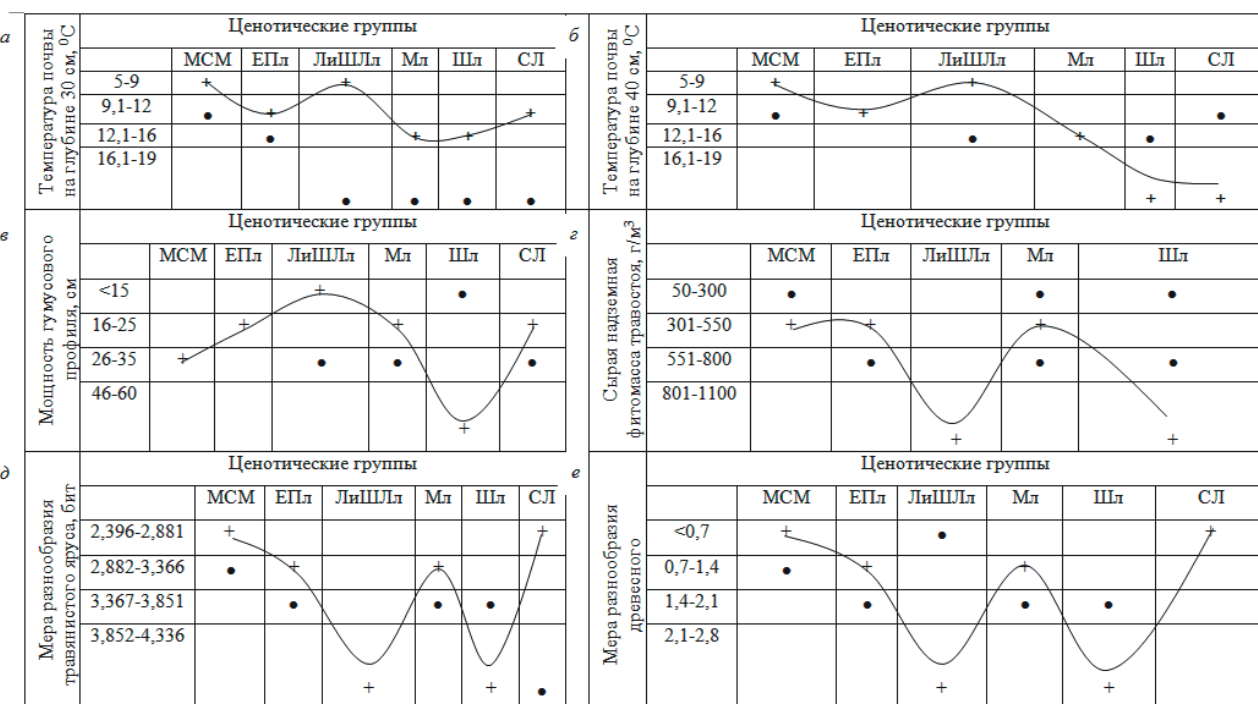 а
Температура почвы
на глубине 30 см, ⁰С
Ценотические группы
МСМ ЕПл ЛиШЛл Мл Шл СЛ
5-9
9,1-12
12,1-16
16,1-19
б
Температура почвы
на глубине 40 см, ⁰С
Ценотические группы
МСМ ЕПл ЛиШЛл Мл Шл СЛ
5-9
9,1-12
12,1-16
16,1-19
в
Мощность гумусового
профиля, см
Ценотические группы
МСМ ЕПл ЛиШЛл Мл Шл СЛ
<15
16-25
26-35
46-60
г
Сырая надземная
фитомасса травостоя, г/м³
Ценотические группы
МСМ ЕПл ЛиШЛл Мл Шл
50-300
301-550
551-800
801-1100
д
Мера разнообразия
травянистого яруса, бит
Ценотические группы
МСМ ЕПл ЛиШЛл Мл Шл СЛ
2,396-2,881
2,882-3,366
3,367-3,851
3,852-4,336
е
Мера разнообразия
древесного
Ценотические группы
МСМ ЕПл ЛиШЛл Мл Шл СЛ
<0,7
0,7-1,4
1,4-2,1
2,1-2,8